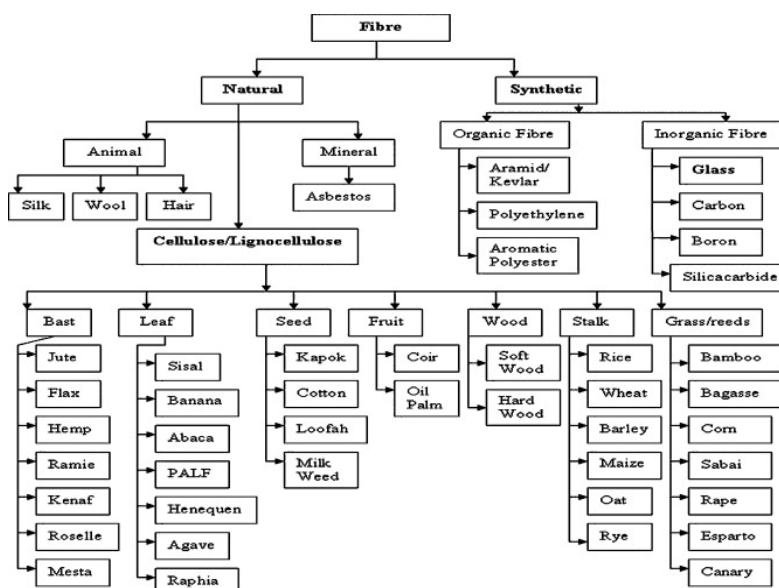 Fibre
Natural
Synthetic
Animal
Mineral
Organic Fibre
Inorganic Fibre
Silk
Wool
Hair
Asbestos
Aramid/
Kevlar
Polyethylene
Aromatic
Polyester
Glass
Carbon
Boron
Silicacarbide
Cellulose/Lignocellulose
Bast
Leaf
Seed
Fruit
Wood
Stalk
Grass/reeds
Jute
Flax
Hemp
Ramie
Kenaf
Roselle
Mesta
Sisal
Banana
Abaca
PALF
Henequen
Agave
Raphia
Kapok
Cotton
Loofah
Milk
Weed
Coir
Oil
Palm
Soft
Wood
Hard
Wood
Rice
Wheat
Barley
Maize
Oat
Rye
Bamboo
Bagasse
Corn
Sabai
Rape
Esparto
Canary